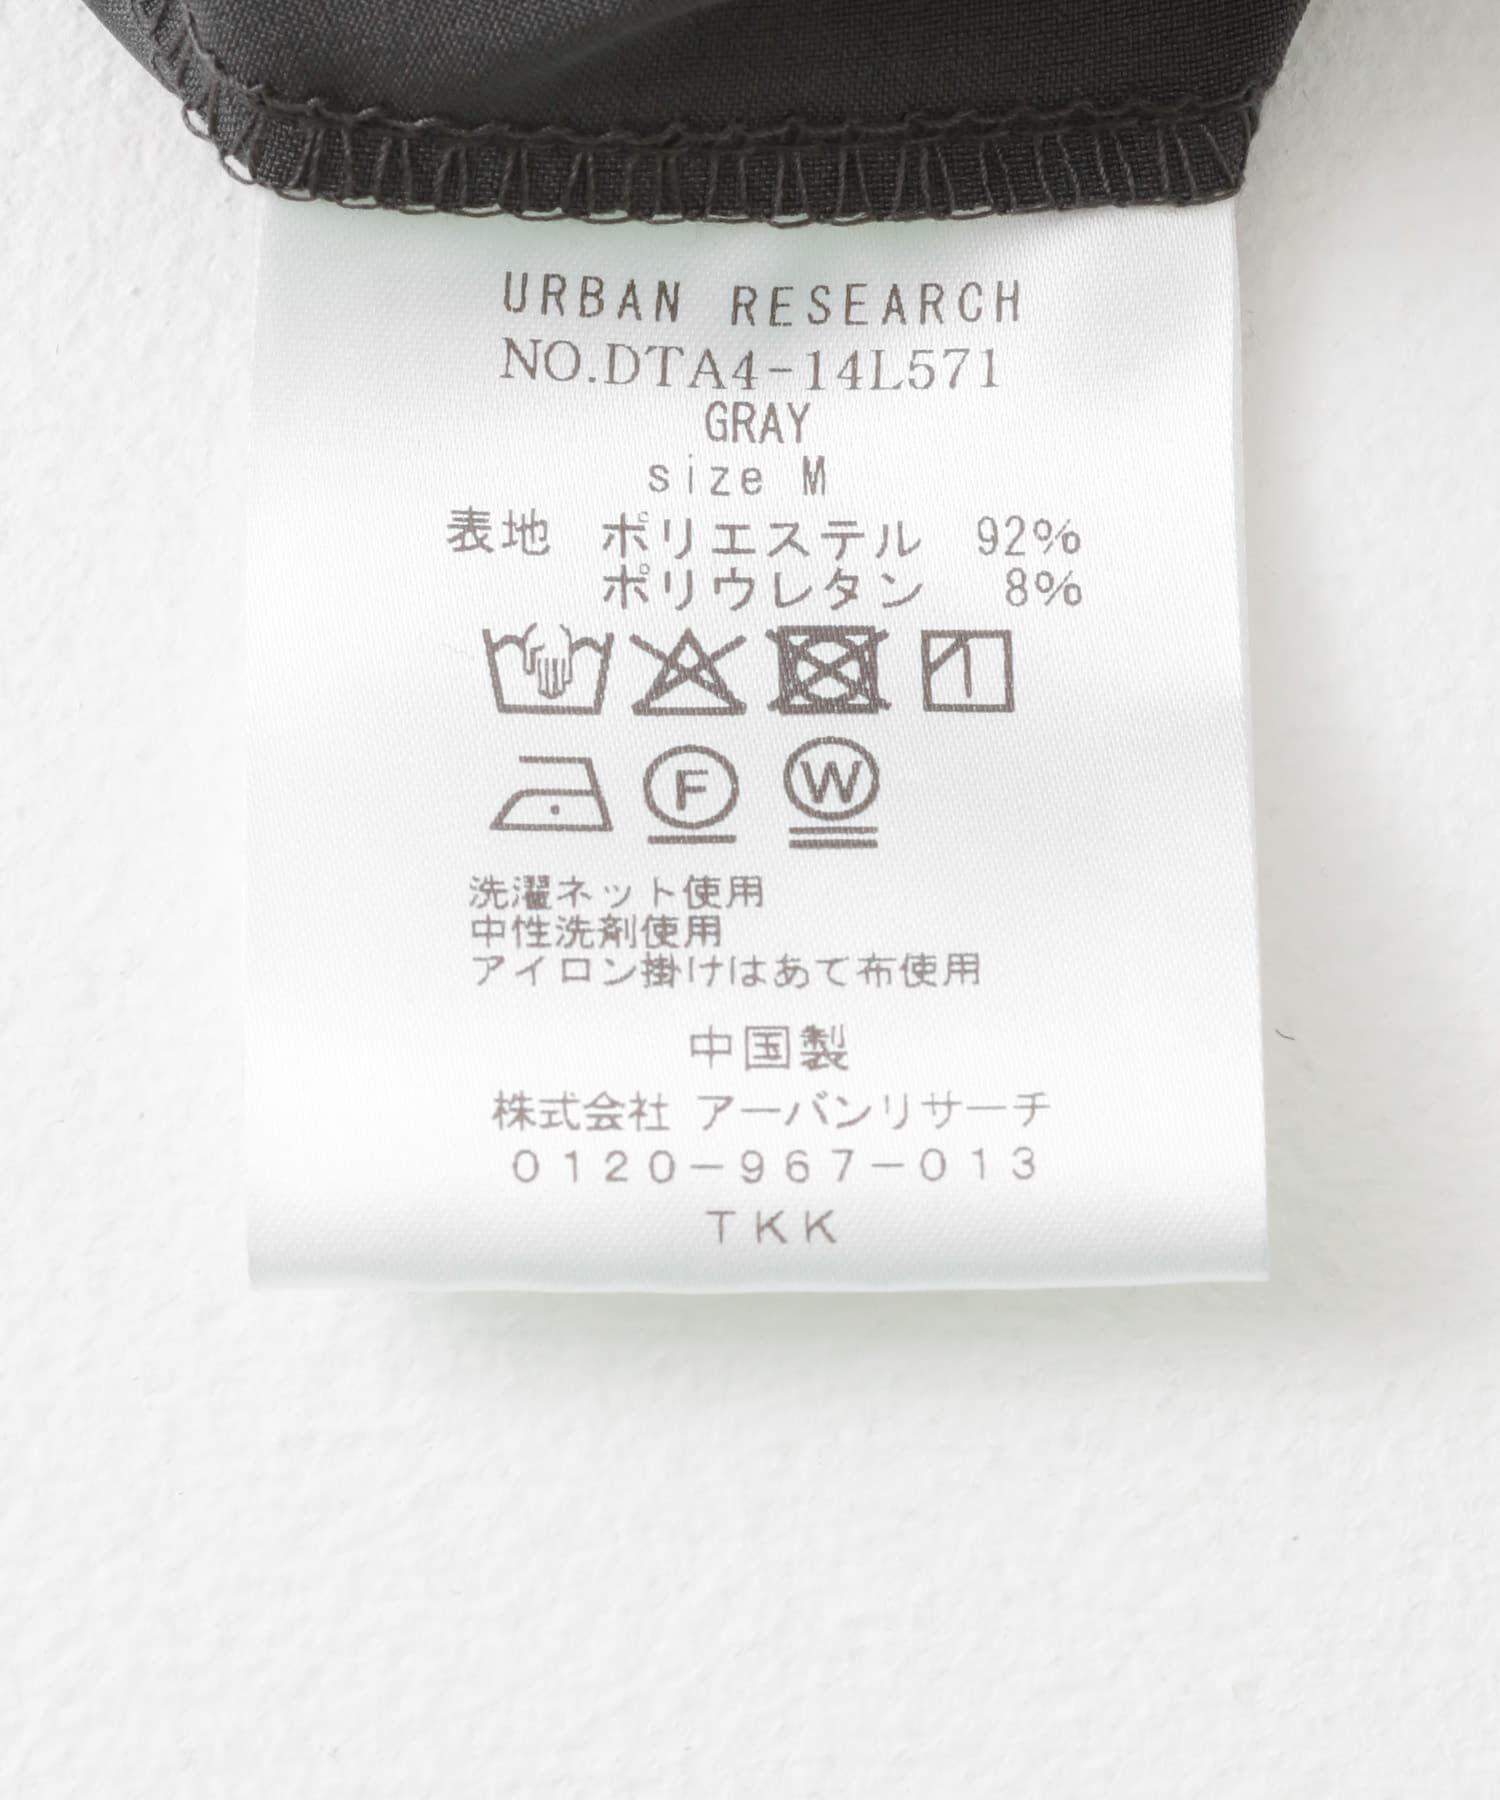 URBAN RESEARCH
NO.DTA4-14L571
GRAY
size M
表地 ポリエステル 92%
ポリウレタン 8%
F W
洗濯ネット使用
中性洗剤使用
アイロン掛けはあて布使用
中国製
株式会社 アーバンリサーチ
0120-967-013
TKK